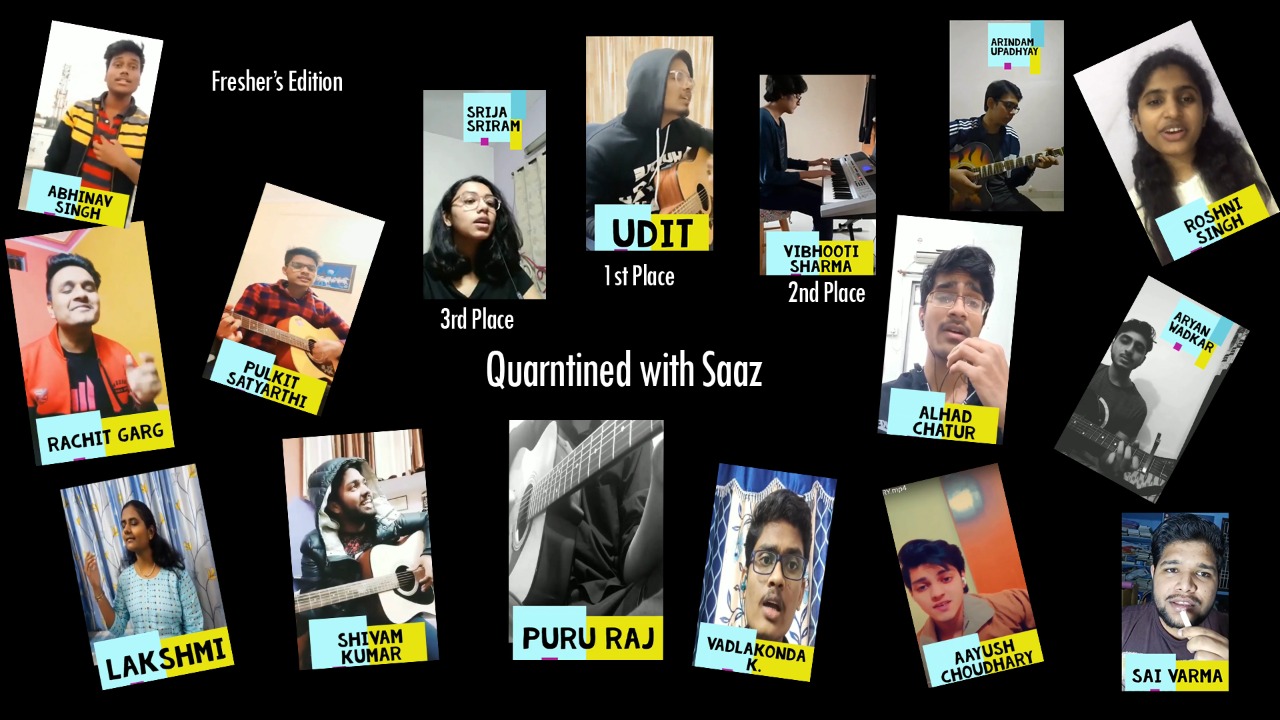 Fresher's Edition
ABHINAV
SINGH
SRIJA
SRIRAM
3rd Place
UDIT
1st Place
VIBHOOTI
SHARMA
2nd Place
ARINDAM
UPADHYAY
ROSHNI
SINGH
RACHIT GARG
PULKIT
SATYARTHI
Quarntined with Saaz
ALHAD
CHATUR
ARYAN
WADKAR
LAKSHMI
SHIVAM
KUMAR
PURU RAJ
VADLAKONDA
K.
RY.mp4
AAYUSH
CHOUDHARY
SAI VARMA